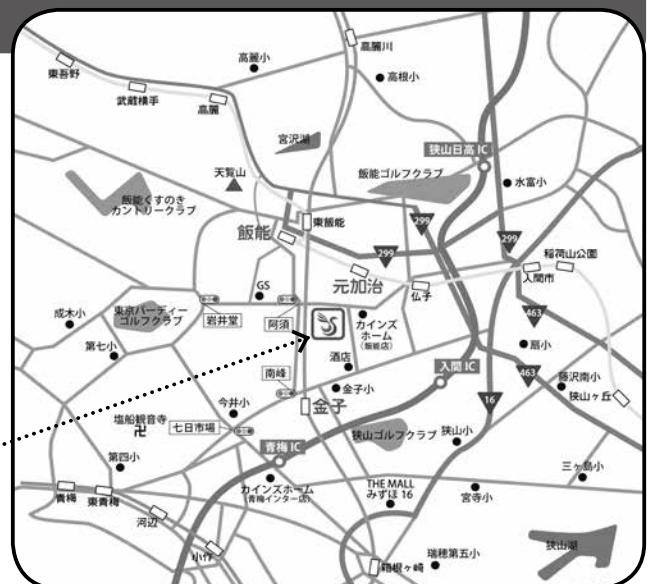 高麗川
高麗小
東吾野
高根小
武蔵横手
高麗
宮沢湖
狭山日高 IC
天覧山
飯能ゴルフクラブ
水富小
飯能くすのき
カントリークラブ
東飯能
299
飯能
299
299
稲荷山公園
元加治
入間市
GS
仏子
成木小
東京バーディー
ゴルフクラブ
岩井堂
阿須
カインズ
ホーム
(飯能店)
463
第七小
酒店
扇小
南峰
入間 IC
463
金子小
藤沢南小
今井小
金子
16
狭山ヶ丘
塩船観音寺
卍
七日市場
狭山ゴルフクラブ
狭山小
青梅 IC
第四小
三ヶ島小
カインズホーム
(青梅インター店)
THE MALL
みずほ 16
宮寺小
青梅
東青梅
河辺
小作
箱根ヶ崎
瑞穂第五小
狭山湖